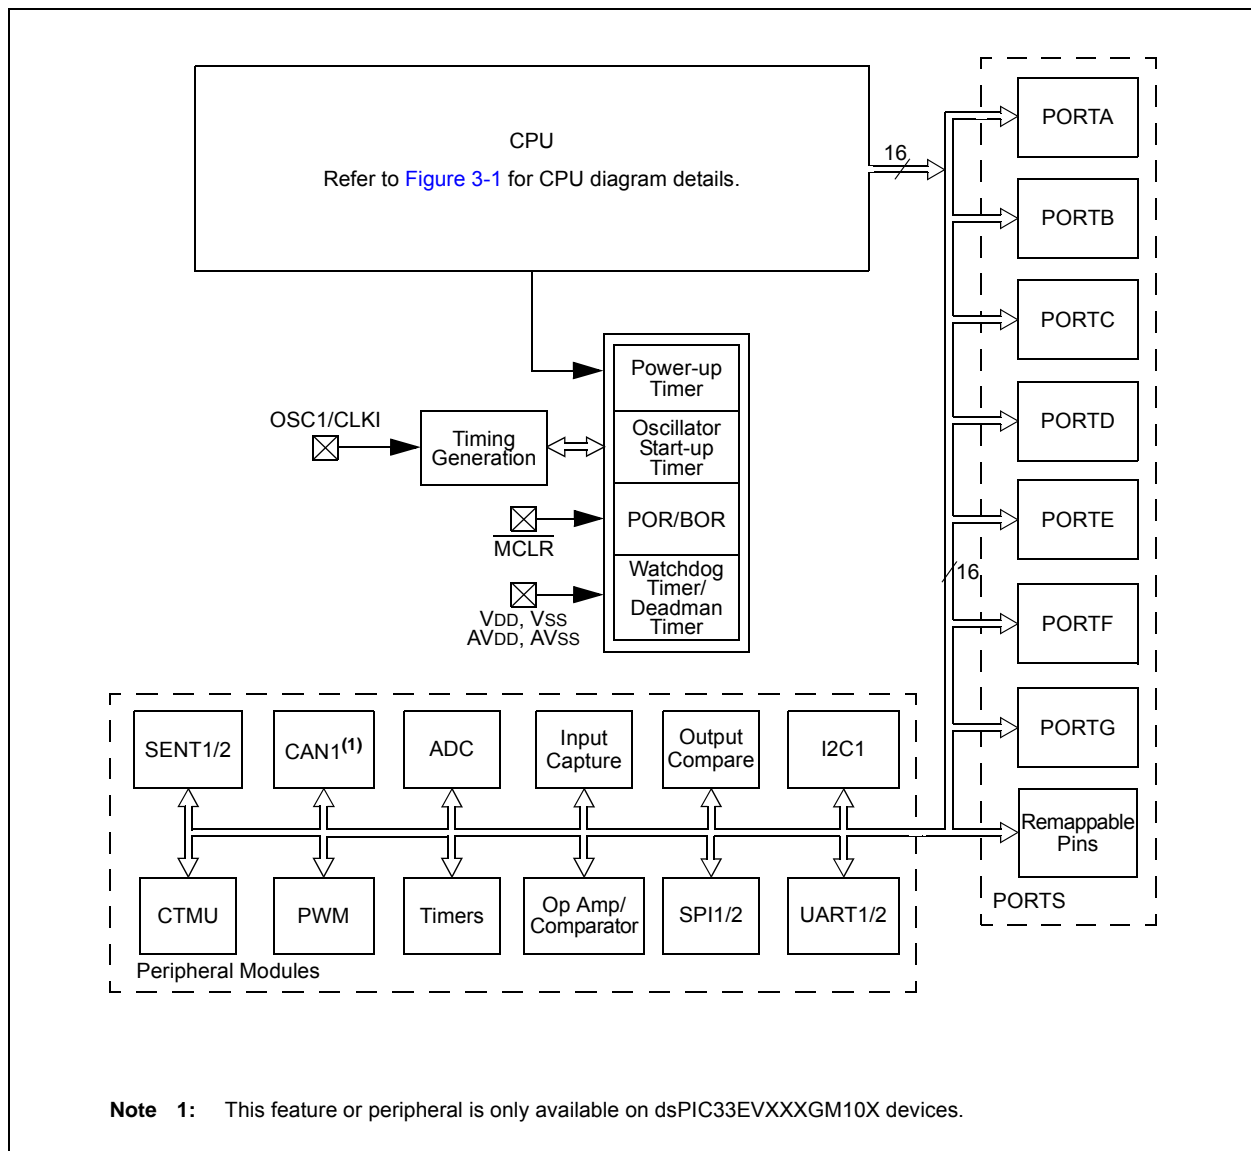 CPU
Refer to Figure 3-1 for CPU diagram details.
16
PORTA
PORTB
PORTC
PORTD
PORTE
PORTF
PORTG
Remappable
Pins
PORTS
16
Power-up
Timer
Oscillator
Start-up
Timer
POR/BOR
Watchdog
Timer/
Deadman
Timer
OSC1/CLKI
Timing
Generation
MCLR
VDD, VSS
AVDD, AVSS
SENT1/2
CAN1(1)
ADC
Input
Capture
Output
Compare
I2C1
CTMU
PWM
Timers
Op Amp/
Comparator
SPI1/2
UART1/2
Peripheral Modules
Note 1: This feature or peripheral is only available on dsPIC33EVXXXGM10X devices.